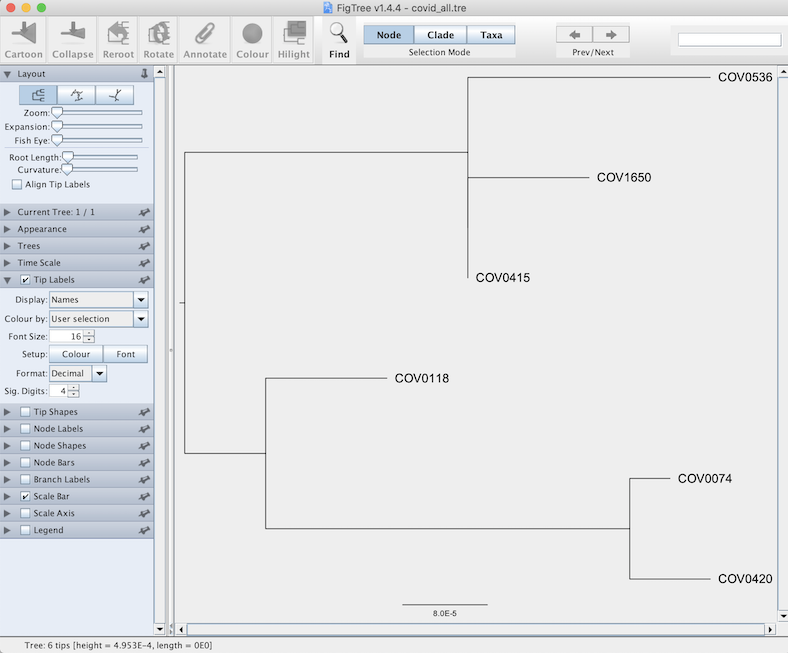 FigTree v1.4.4 - covid_all.tre
Cartoon Collapse Reroot Rotate Annotate Colour Hilight Find
Node Clade Taxa
Selection Mode
Prev/Next
Layout
Zoom:
Expansion:
Fish Eye:
Root Length:
Curvature:
Align Tip Labels
Current Tree: 1 / 1
Appearance
Trees
Time Scale
Tip Labels
Display: Names
Colour by: User selection
Font Size: 16
Setup: Colour Font
Format: Decimal
Sig. Digits: 4
Tip Shapes
Node Labels
Node Shapes
Node Bars
Branch Labels
Scale Bar
Scale Axis
Legend
COV0536
COV1650
COV0415
COV0118
COV0074
COV0420
8.0E-5
Tree: 6 tips [height = 4.953E-4, length = 0E0]